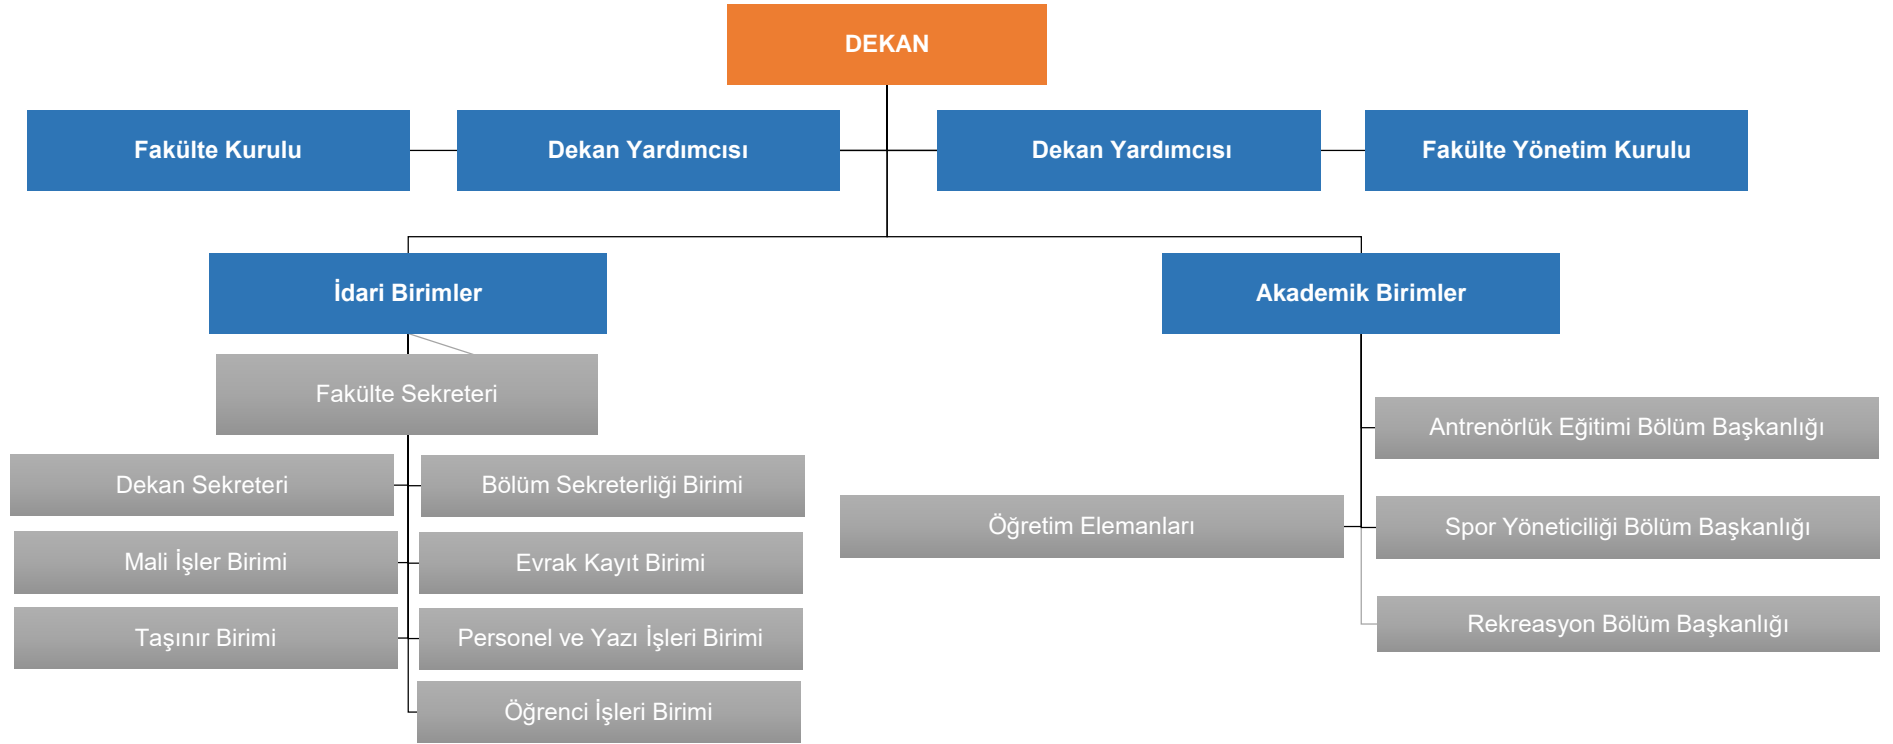 DEKAN
Fakülte Kurulu
Dekan Yardımcısı
Dekan Yardımcısı
Fakülte Yönetim Kurulu
İdari Birimler
Akademik Birimler
Fakülte Sekreteri
Dekan Sekreteri
Bölüm Sekreterliği Birimi
Mali İşler Birimi
Evrak Kayıt Birimi
Taşınır Birimi
Personel ve Yazı İşleri Birimi
Öğrenci İşleri Birimi
Antrenörlük Eğitimi Bölüm Başkanlığı
Öğretim Elemanları
Spor Yöneticiliği Bölüm Başkanlığı
Rekreasyon Bölüm Başkanlığı